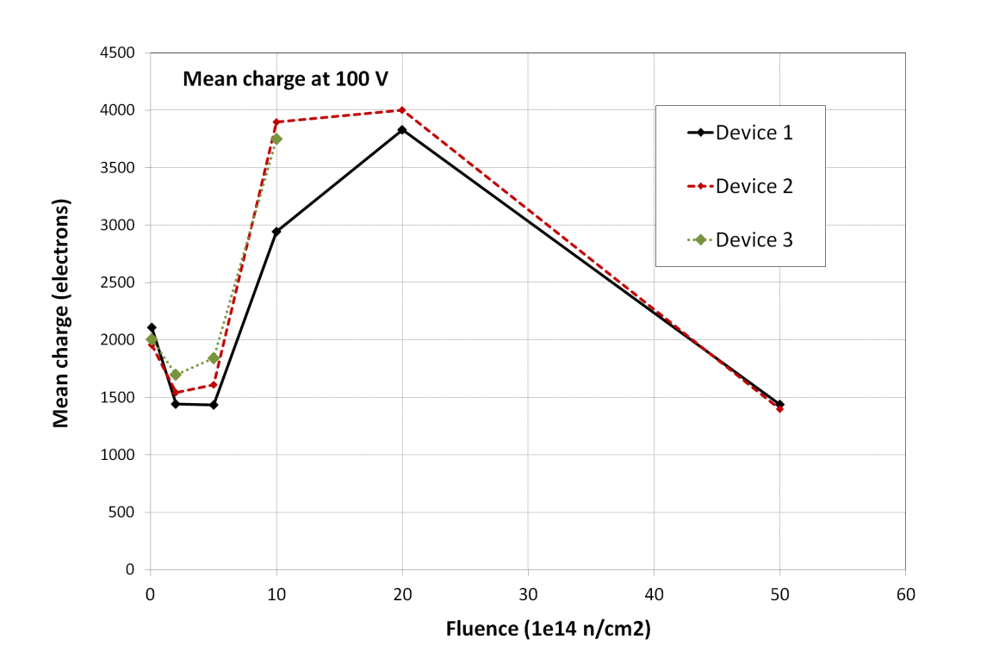 4500
Mean charge at 100 V
4000
3500
3000
2500
2000
1500
1000
500
0
Mean charge (electrons)
Device 1
Device 2
Device 3
0 10 20 30 40 50 60
Fluence (1e14 n/cm2)